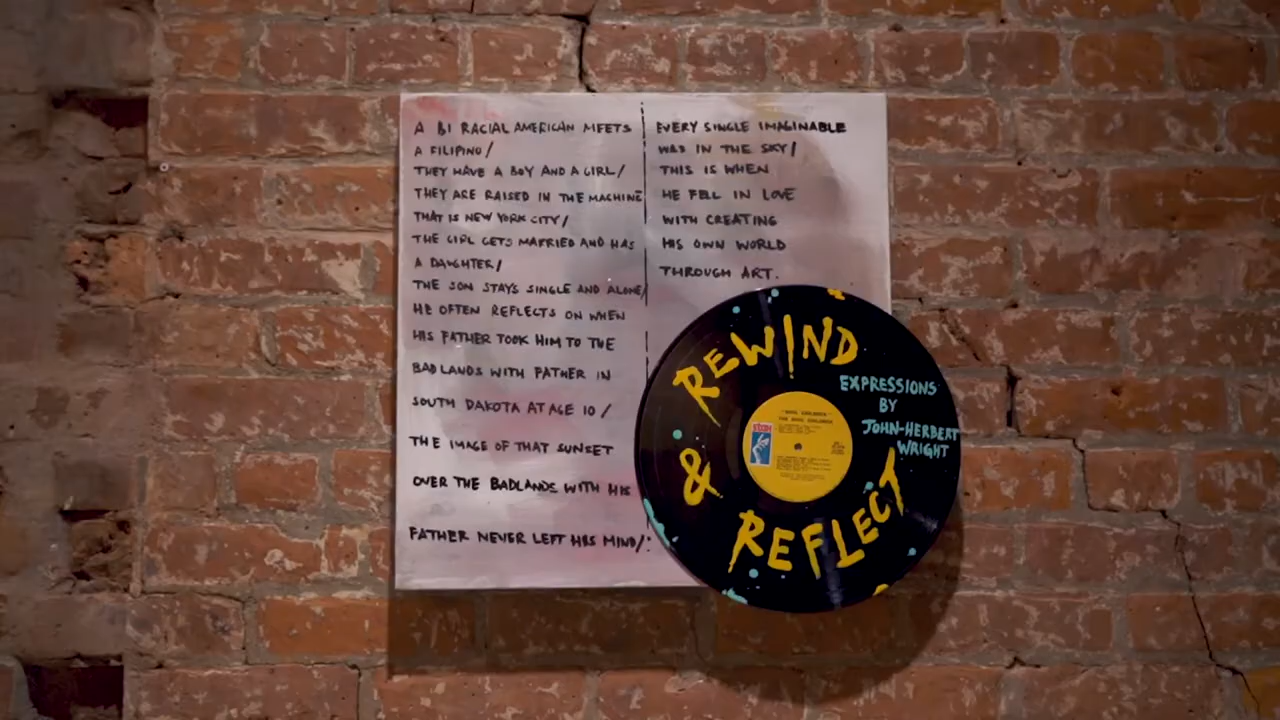 A BI RACIAL AMERICAN MEETS
A FILIPINO/
THEY HAVE A BOY AND A GIRL/
THEY ARE RAISED IN THE MACHINE
THAT IS NEW YORK CITY/
THE GIRL GETS MARRIED AND HAS
A DAUGHTER/
THE SON STAYS SINGLE AND ALONE/
HE OFTEN REFLECTS ON WHEN
HIS FATHER TOOK HIM TO THE
BADLANDS WITH FATHER IN
SOUTH DAKOTA AT AGE 10 /
THE IMAGE OF THAT SUNSET
OVER THE BADLANDS WITH HIS
FATHER NEVER LEFT HIS MIND/
EVERY SINGLE IMAGINABLE
WAS IN THE SKY/
THIS IS WHEN
HE FELL IN LOVE
WITH CREATING
HIS OWN WORLD
THROUGH ART.
REWIND
&
REFLECT
EXPRESSIONS
BY
JOHN-HERBERT
WRIGHT